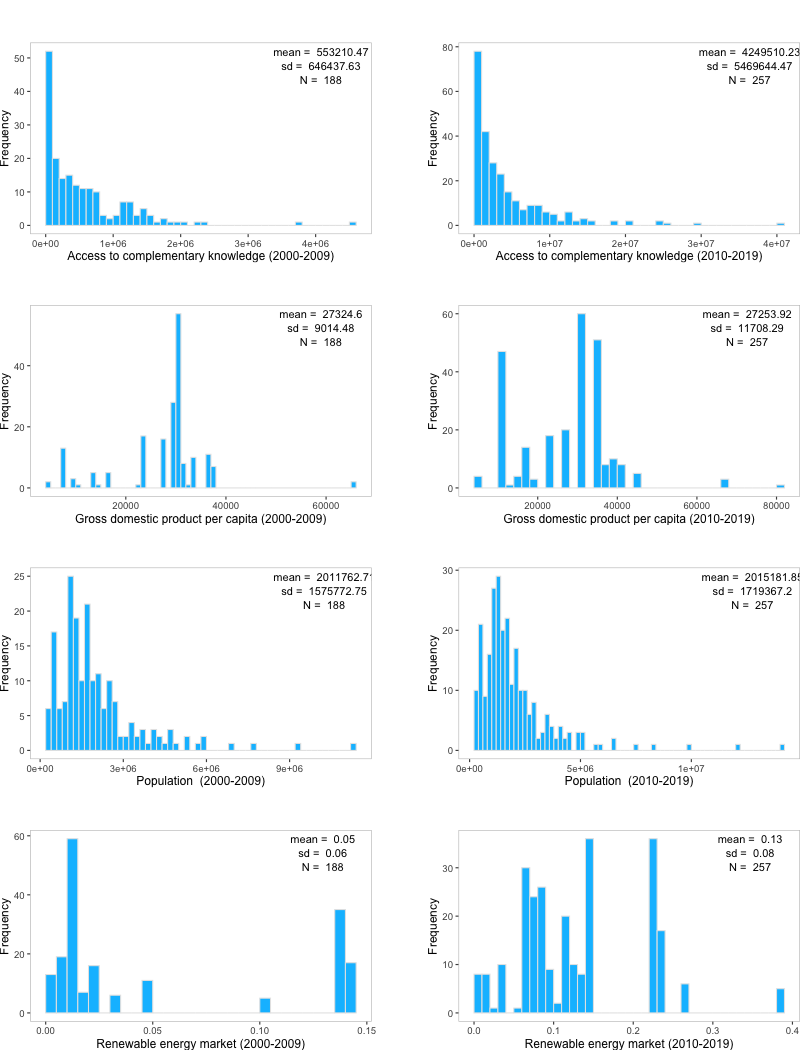 mean = 553210.47
sd = 646437.63
N = 188
Frequency
50
40
30
20
10
0
0e+00 1e+06 2e+06 3e+06 4e+06
Access to complementary knowledge (2000-2009)
mean = 4249510.23
sd = 5469644.47
N = 257
Frequency
80
60
40
20
0
0e+00 1e+07 2e+07 3e+07 4e+07
Access to complementary knowledge (2010-2019)
mean = 27324.6
sd = 9014.48
N = 188
Frequency
40
20
0
20000 40000 60000
Gross domestic product per capita (2000-2009)
mean = 27253.92
sd = 11708.29
N = 257
Frequency
60
40
20
0
20000 40000 60000 80000
Gross domestic product per capita (2010-2019)
mean = 2011762.71
sd = 1575772.75
N = 188
Frequency
25
20
15
10
5
0
0e+00 3e+06 6e+06 9e+06
Population (2000-2009)
mean = 2015181.85
sd = 1719367.2
N = 257
Frequency
30
20
10
0
0e+00 5e+06 1e+07
Population (2010-2019)
mean = 0.05
sd = 0.06
N = 188
Frequency
60
40
20
0
0.00 0.05 0.10 0.15
Renewable energy market (2000-2009)
mean = 0.13
sd = 0.08
N = 257
Frequency
30
20
10
0
0.0 0.1 0.2 0.3 0.4
Renewable energy market (2010-2019)